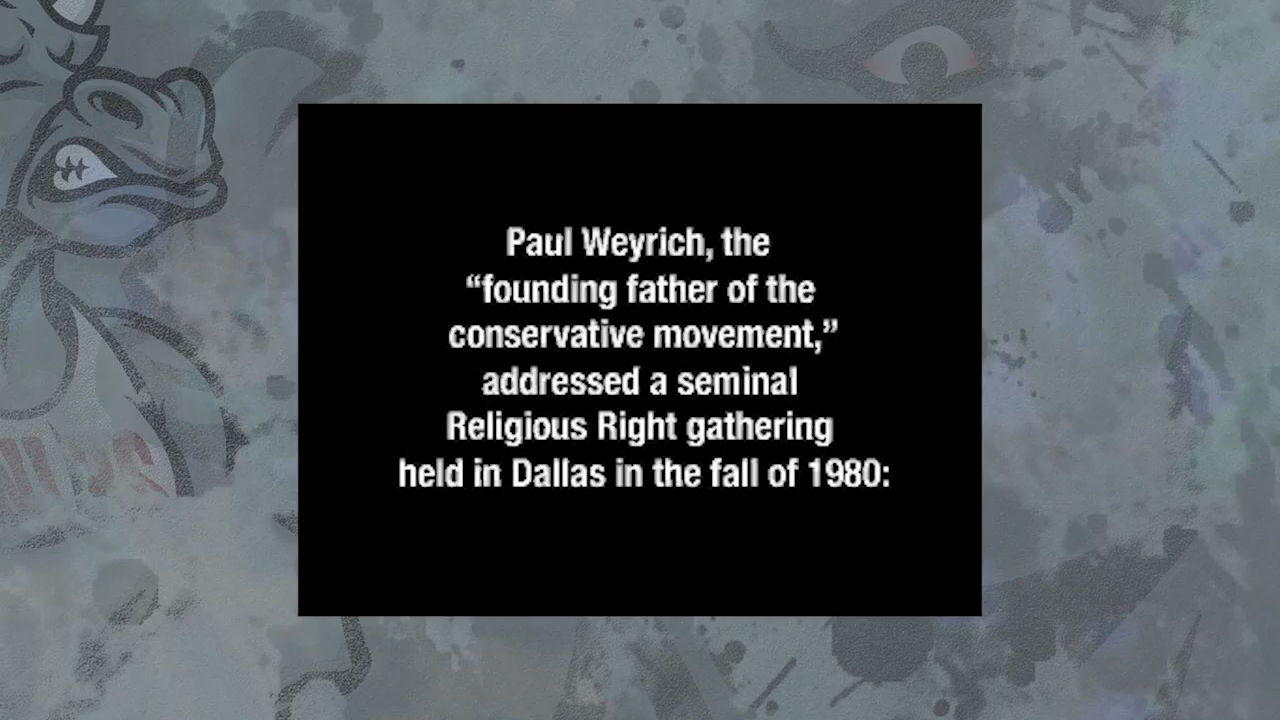 Paul Weyrich, the
“founding father of the
conservative movement,”
addressed a seminal
Religious Right gathering
held in Dallas in the fall of 1980: